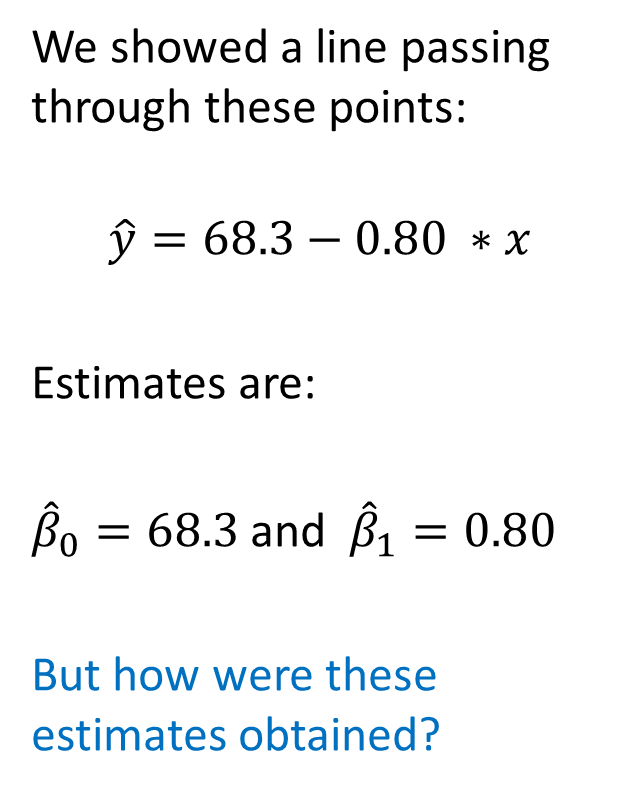 We showed a line passing
through these points:
ŷ = 68.3 − 0.80 ∗ x
Estimates are:
β̂₀ = 68.3 and β̂₁ = 0.80
But how were these
estimates obtained?